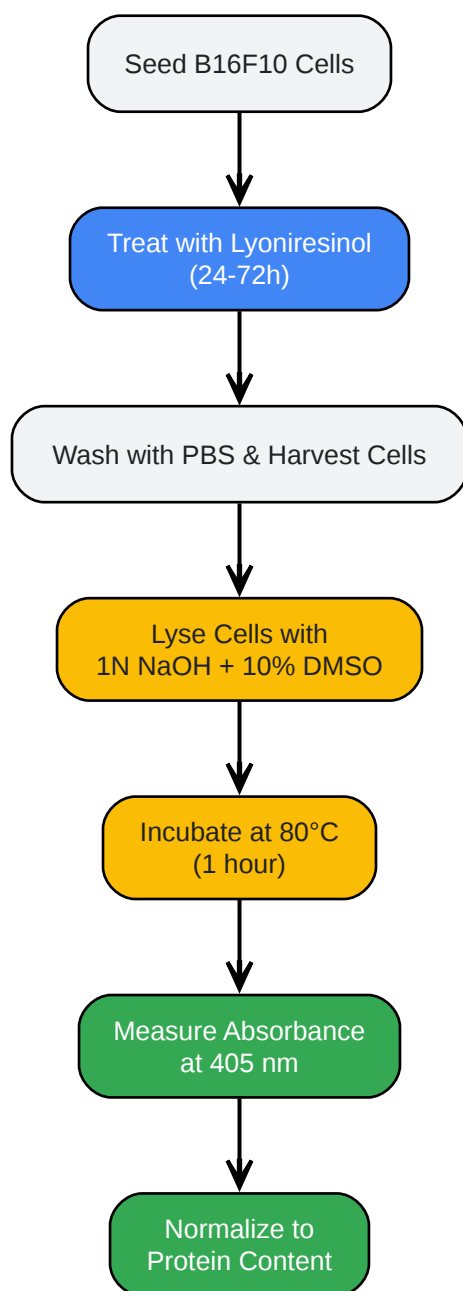 Seed B16F10 Cells
Treat with Lyoniresinol
(24-72h)
Wash with PBS & Harvest Cells
Lyse Cells with
1N NaOH + 10% DMSO
Incubate at 80°C
(1 hour)
Measure Absorbance
at 405 nm
Normalize to
Protein Content